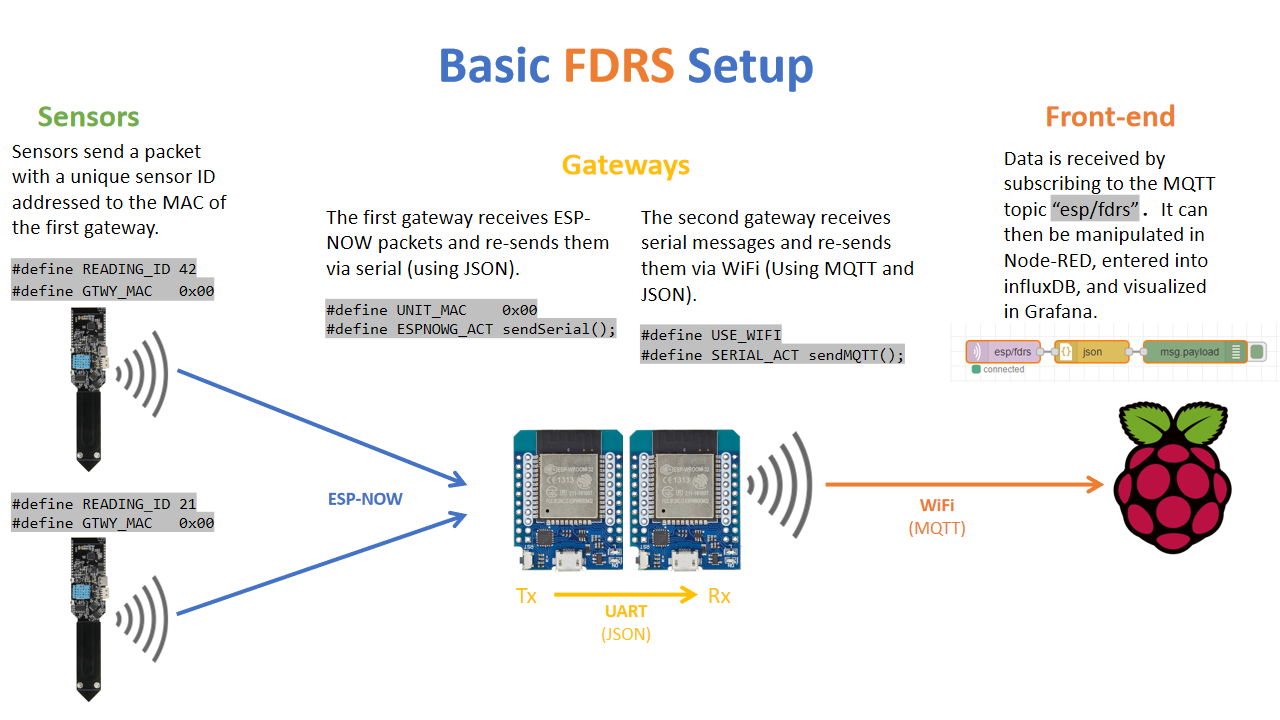 Basic FDRS Setup
Sensors
Sensors send a packet
with a unique sensor ID
addressed to the MAC of
the first gateway.
#define READING_ID 42
#define GTWY_MAC 0x00
Gateways
The first gateway receives ESP-
NOW packets and re-sends them
via serial (using JSON).
#define UNIT_MAC 0x00
#define ESPNOWG_ACT sendSerial();
The second gateway receives
serial messages and re-sends
them via WiFi (Using MQTT and
JSON).
#define USE_WIFI
#define SERIAL_ACT sendMQTT();
Front-end
Data is received by
subscribing to the MQTT
topic “esp/fdrs”. It can
then be manipulated in
Node-RED, entered into
influxDB, and visualized
in Grafana.
esp/fdrs
json
msg.payload
connected
#define READING_ID 21
#define GTWY_MAC 0x00
ESP-NOW
ESP-WROOM-32
ESP-WROOM-32
WiFi
(MQTT)
Tx
Rx
UART
(JSON)